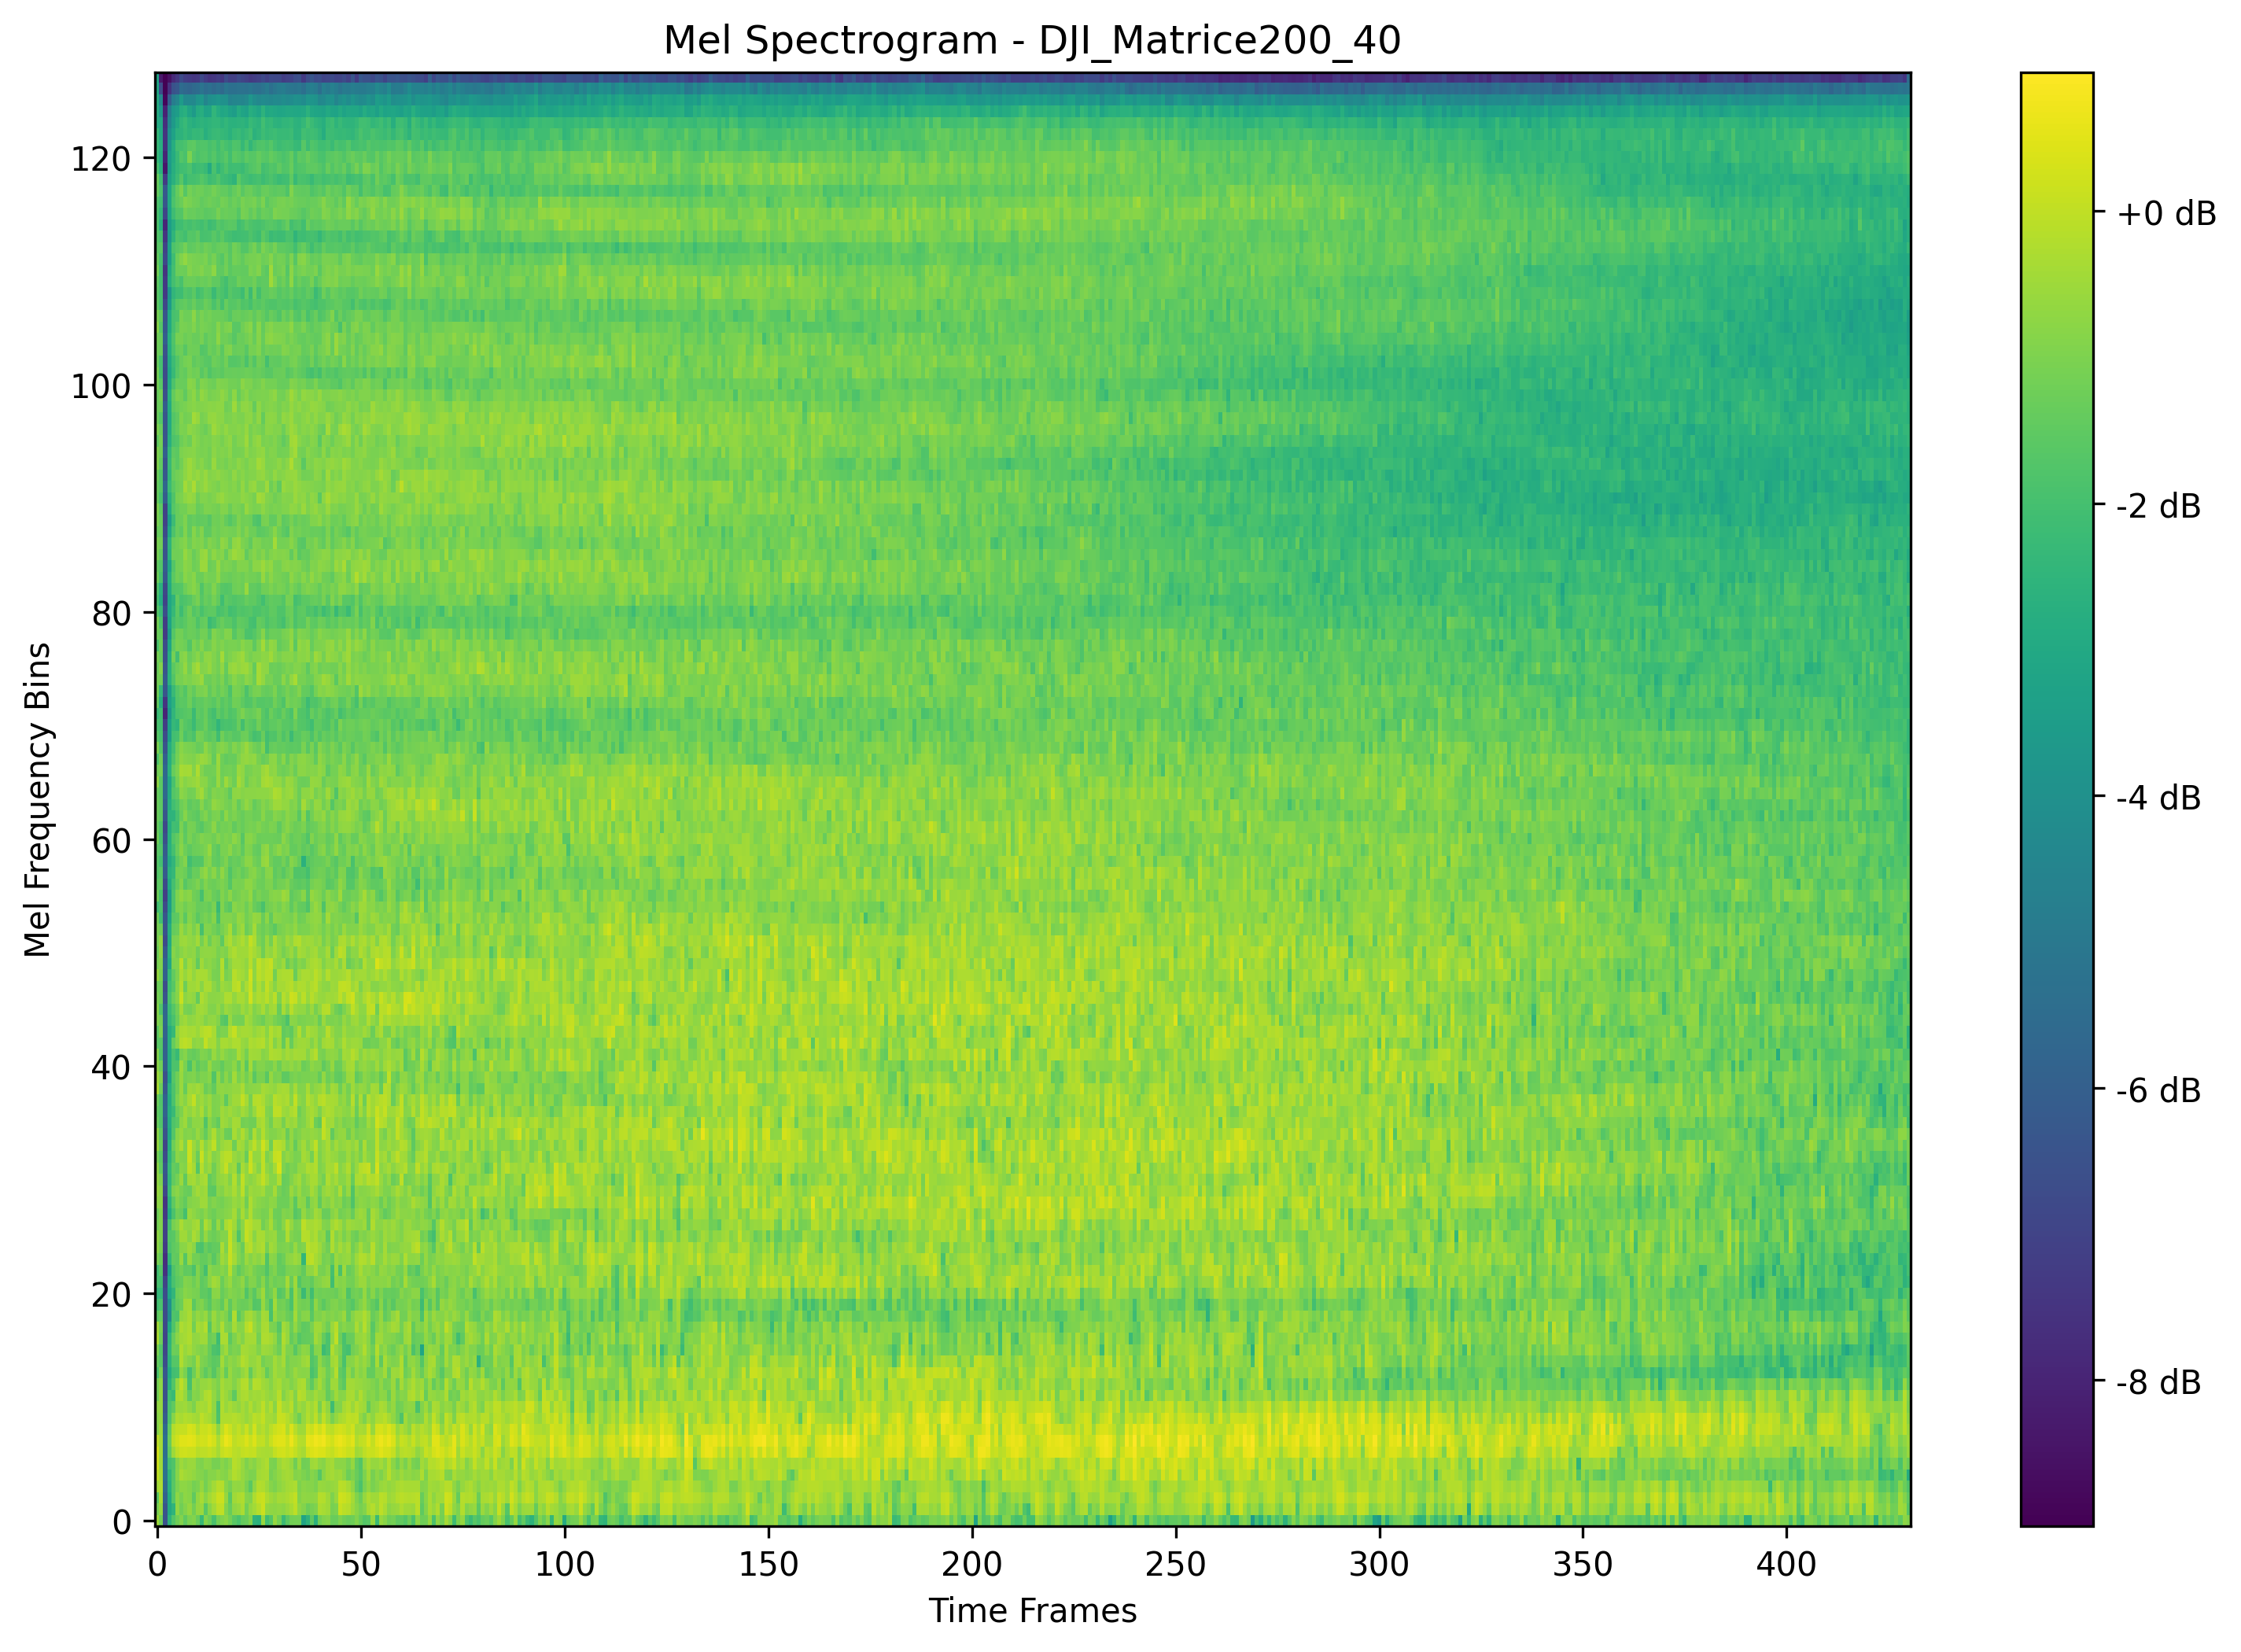 Mel Spectrogram - DJI_Matrice200_40
120
100
80
60
40
20
0
Mel Frequency Bins
0 50 100 150 200 250 300 350 400
Time Frames
+0 dB
-2 dB
-4 dB
-6 dB
-8 dB